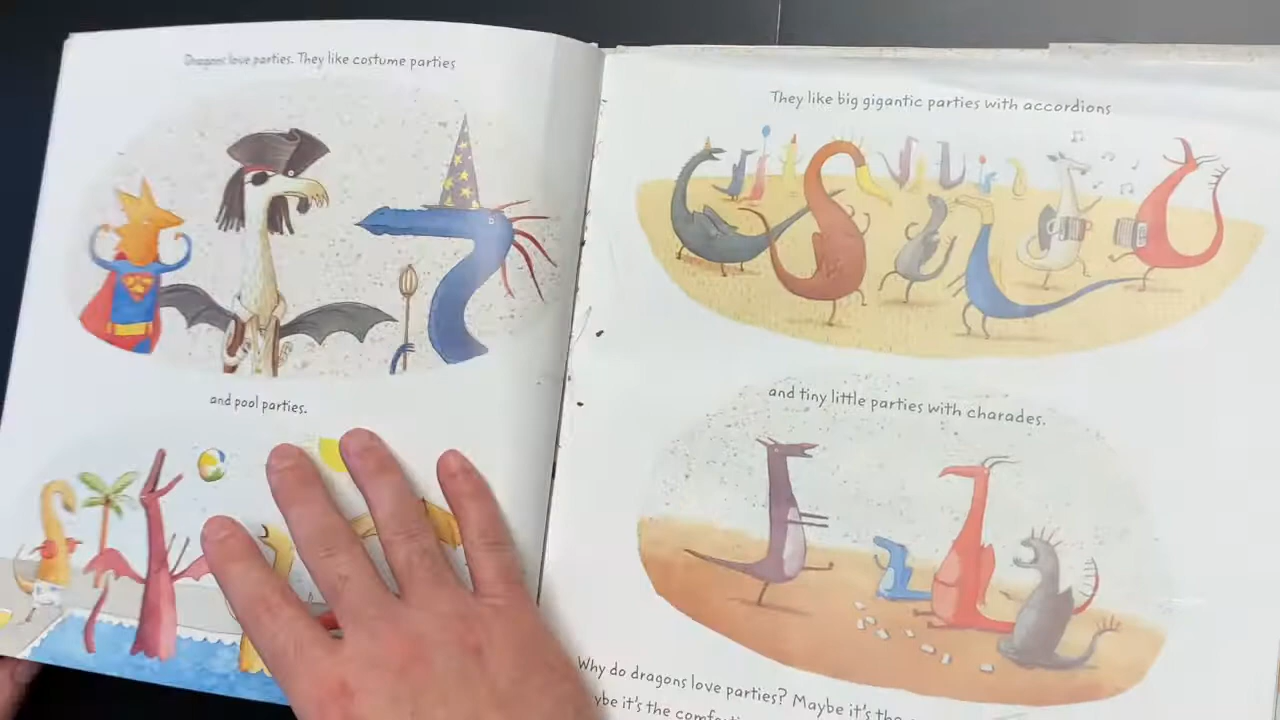 Dragons love parties. They like costume parties
and pool parties.
They like big gigantic parties with accordions
and tiny little parties with charades.
Why do dragons love parties? Maybe it's the
it's the